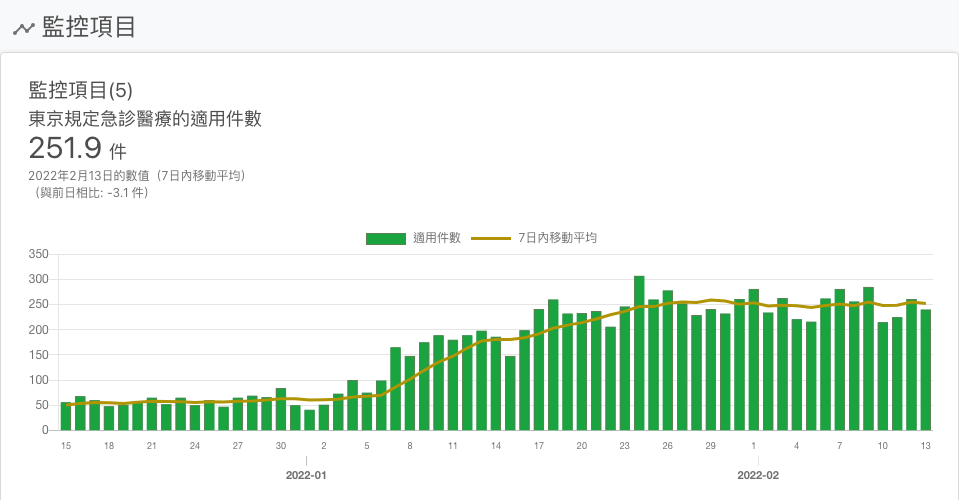 監控項目
監控項目(5)
東京規定急診醫療的適用件數
251.9 件
2022年2月13日的數值（7日內移動平均）
（與前日相比: -3.1 件）
適用件數 7日內移動平均
350
300
250
200
150
100
50
0
15 18 21 24 27 30 2 5 8 11 14 17 20 23 26 29 1 4 7 10 13
2022-01 2022-02